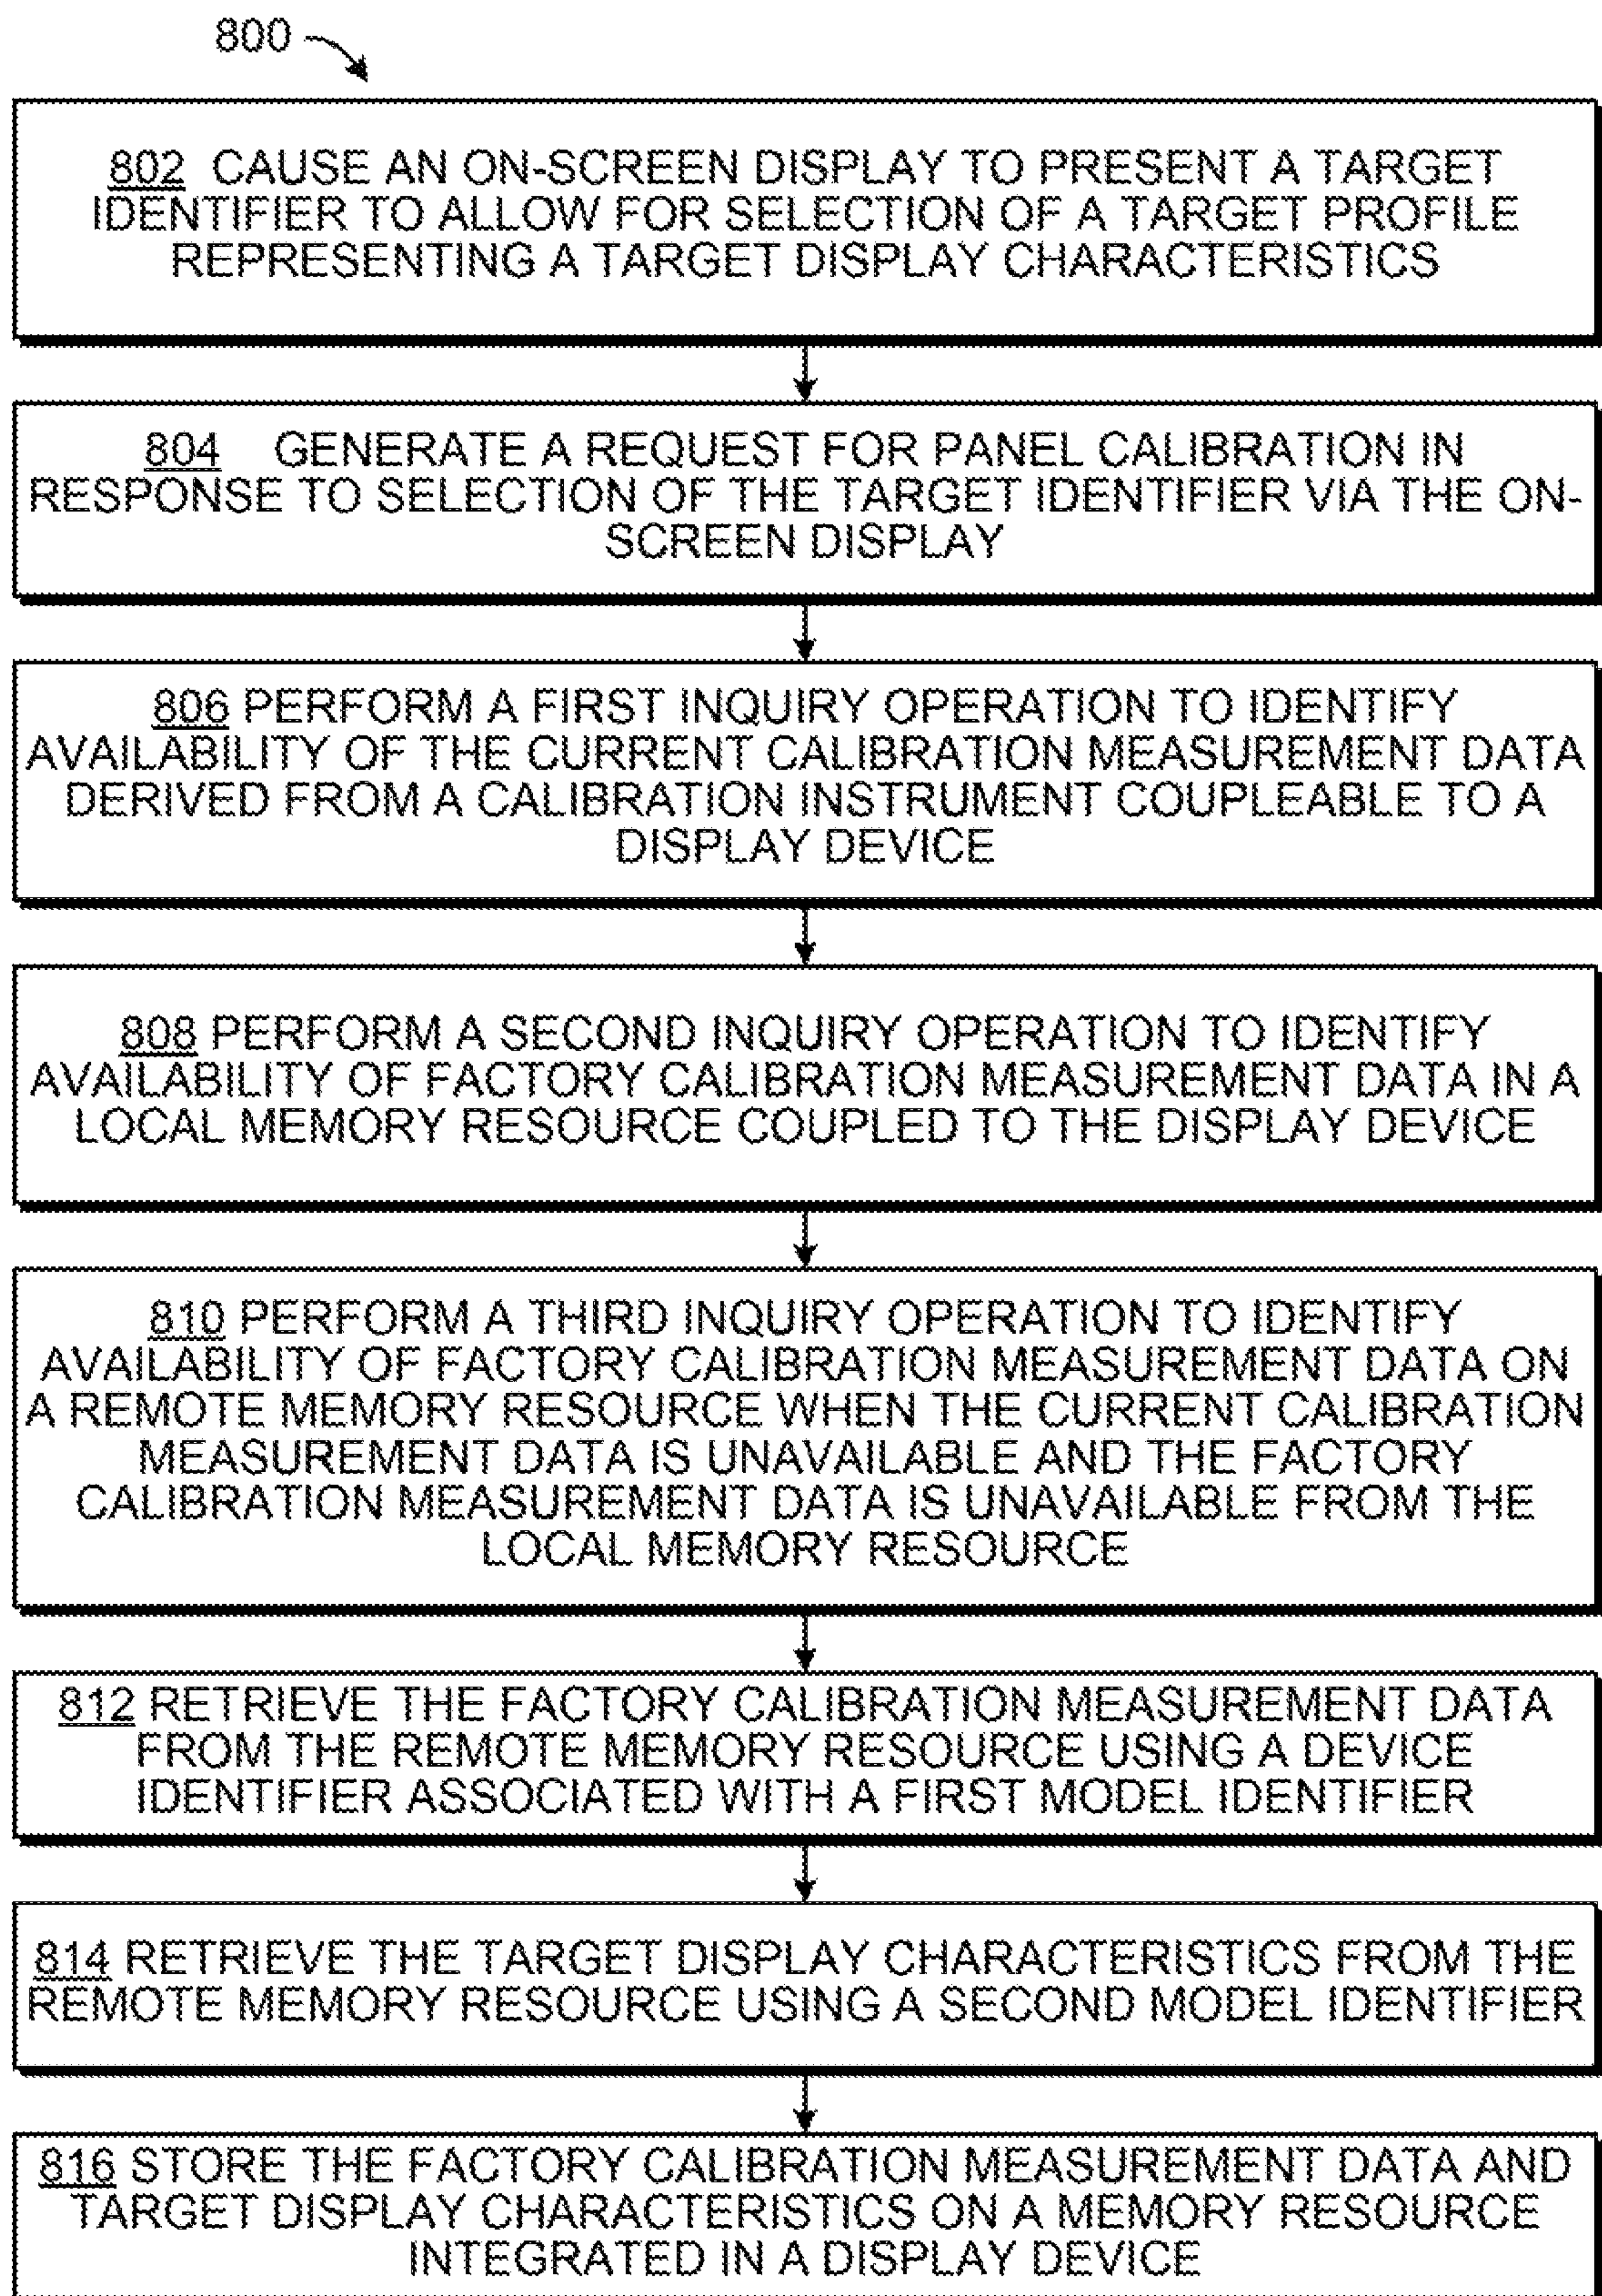 800
802 CAUSE AN ON-SCREEN DISPLAY TO PRESENT A TARGET
IDENTIFIER TO ALLOW FOR SELECTION OF A TARGET PROFILE
REPRESENTING A TARGET DISPLAY CHARACTERISTICS
804 GENERATE A REQUEST FOR PANEL CALIBRATION IN
RESPONSE TO SELECTION OF THE TARGET IDENTIFIER VIA THE ON-
SCREEN DISPLAY
806 PERFORM A FIRST INQUIRY OPERATION TO IDENTIFY
AVAILABILITY OF THE CURRENT CALIBRATION MEASUREMENT DATA
DERIVED FROM A CALIBRATION INSTRUMENT COUPLEABLE TO A
DISPLAY DEVICE
808 PERFORM A SECOND INQUIRY OPERATION TO IDENTIFY
AVAILABILITY OF FACTORY CALIBRATION MEASUREMENT DATA IN A
LOCAL MEMORY RESOURCE COUPLED TO THE DISPLAY DEVICE
810 PERFORM A THIRD INQUIRY OPERATION TO IDENTIFY
AVAILABILITY OF FACTORY CALIBRATION MEASUREMENT DATA ON
A REMOTE MEMORY RESOURCE WHEN THE CURRENT CALIBRATION
MEASUREMENT DATA IS UNAVAILABLE AND THE FACTORY
CALIBRATION MEASUREMENT DATA IS UNAVAILABLE FROM THE
LOCAL MEMORY RESOURCE
812 RETRIEVE THE FACTORY CALIBRATION MEASUREMENT DATA
FROM THE REMOTE MEMORY RESOURCE USING A DEVICE
IDENTIFIER ASSOCIATED WITH A FIRST MODEL IDENTIFIER
814 RETRIEVE THE TARGET DISPLAY CHARACTERISTICS FROM THE
REMOTE MEMORY RESOURCE USING A SECOND MODEL IDENTIFIER
816 STORE THE FACTORY CALIBRATION MEASUREMENT DATA AND
TARGET DISPLAY CHARACTERISTICS ON A MEMORY RESOURCE
INTEGRATED IN A DISPLAY DEVICE